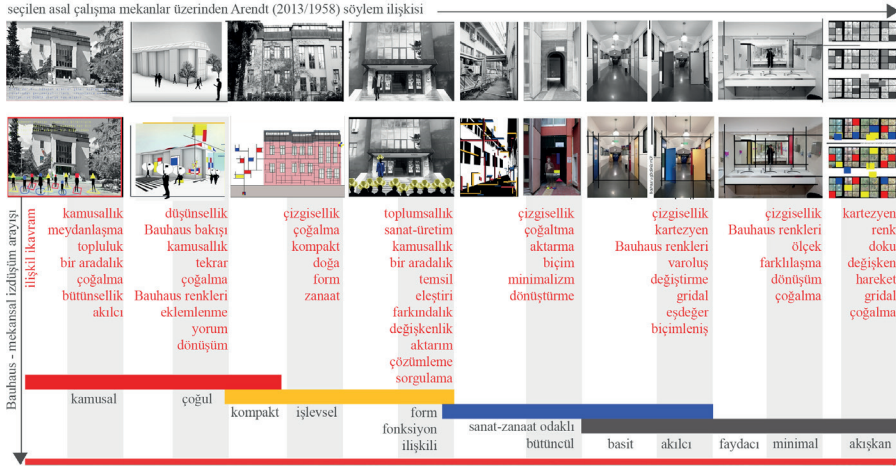 seçilen asal çalışma mekanlar üzerinden Arendt (2013/1958) söylem ilişkisi
Bauhaus - mekansal izdüşüm arayışı
ilişkil ikavram
kamusallık
meydanlaşma
topluluk
bir aradalık
çoğalma
bütünsellik
akılcı
düşünsellik
Bauhaus bakışı
kamusallık
tekrar
çoğalma
Bauhaus renkleri
eklemlenme
yorum
dönüşüm
çizgisellik
çoğalma
kompakt
doğa
form
zanaat
toplumsallık
sanat-üretim
kamusallık
bir aradalık
temsil
eleştiri
farkındalık
değişkenlik
aktarım
çözümleme
sorgulama
çizgisellik
çoğaltma
aktarma
biçim
minimalizm
dönüştürme
çizgisellik
kartezyen
Bauhaus renkleri
varoluş
değiştirme
gridal
eşdeğer
biçimleniş
çizgisellik
Bauhaus renkleri
ölçek
farklılaşma
dönüşüm
çoğalma
kartezyen
renk
doku
değişken
hareket
gridal
çoğalma
kamusal
çoğul
kompakt
işlevsel
form
fonksiyon
ilişkili
sanat-zanaat odaklı
bütüncül
basit
akılcı
faydacı
minimal
akışkan